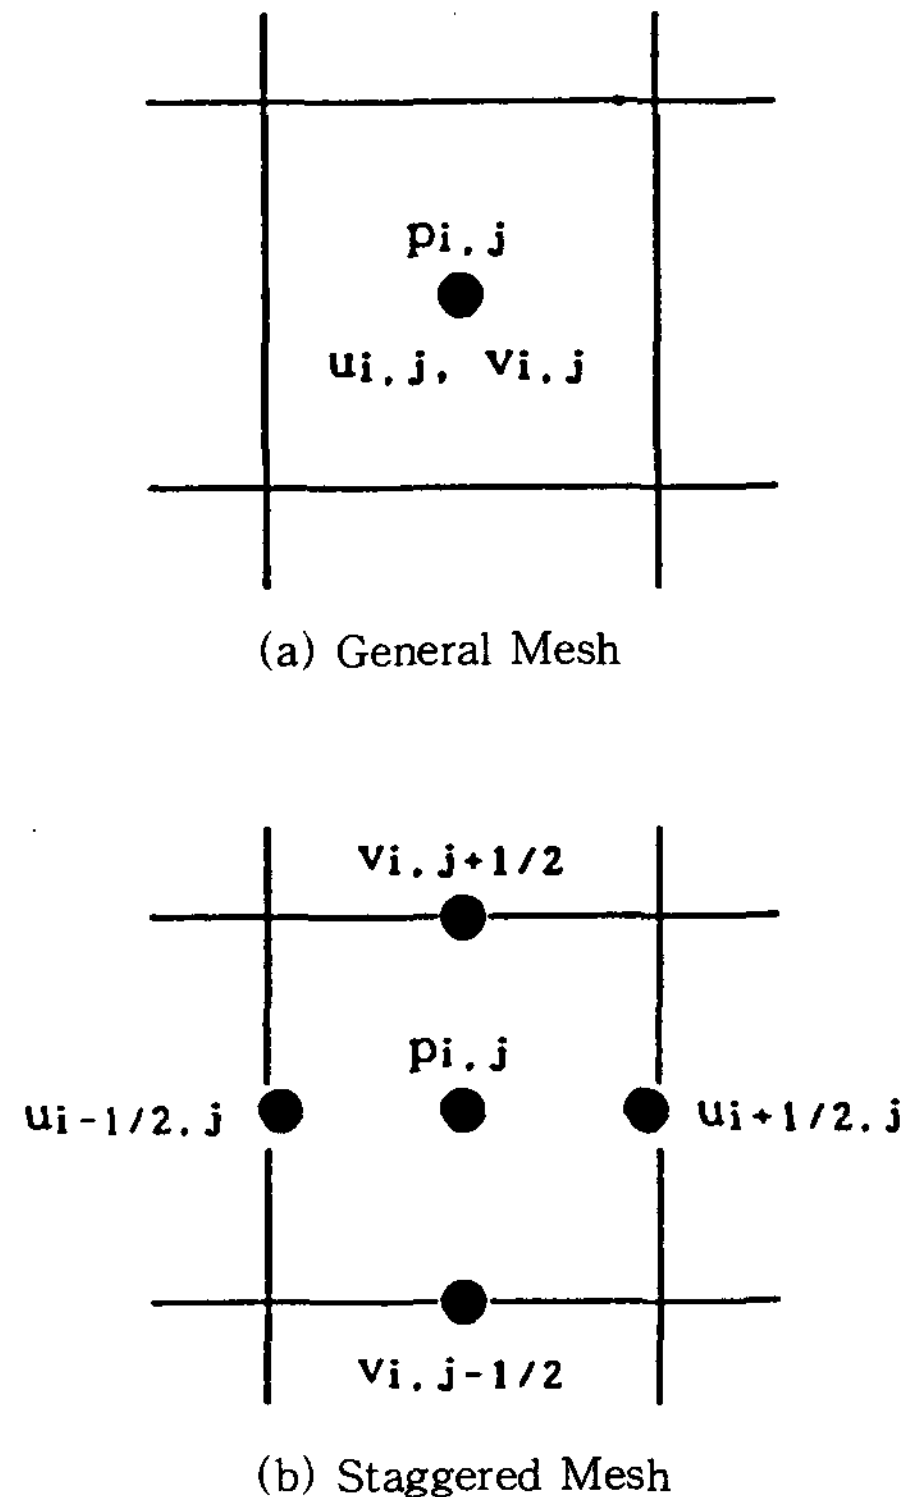 pi,j
ui,j, vi,j
(a) General Mesh
vi,j+1/2
pi,j
ui-1/2,j ui+1/2,j
vi,j-1/2
(b) Staggered Mesh